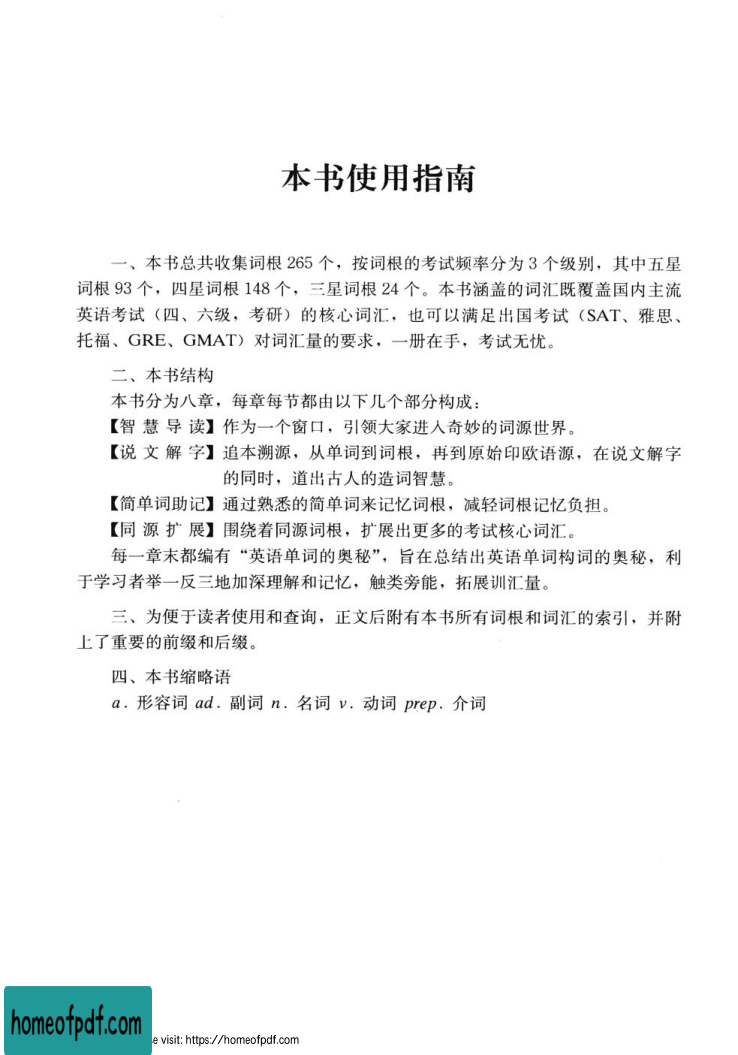 本书使用指南
一、本书总共收集词根 265 个，按词根的考试频率分为 3 个级别，其中五星
词根 93 个，四星词根 148 个，三星词根 24 个。本书涵盖的词汇既覆盖国内主流
英语考试（四、六级，考研）的核心词汇，也可以满足出国考试（SAT、雅思、
托福、GRE、GMAT）对词汇量的要求，一册在手，考试无忧。
二、本书结构
本书分为八章，每章每节都由以下几个部分构成：
【智 慧 导 读】作为一个窗口，引领大家进入奇妙的词源世界。
【说 文 解 字】追本溯源，从单词到词根，再到原始印欧语源，在说文解字
的同时，道出古人的造词智慧。
【简单词助记】通过熟悉的简单词来记忆词根，减轻词根记忆负担。
【同 源 扩 展】围绕着同源词根，扩展出更多的考试核心词汇。
每一章末都编有“英语单词的奥秘”，旨在总结出英语单词构词的奥秘，利
于学习者举一反三地加深理解和记忆，触类旁能，拓展训汇量。
三、为便于读者使用和查询，正文后附有本书所有词根和词汇的索引，并附
上了重要的前缀和后缀。
四、本书缩略语
a. 形容词 ad. 副词 n. 名词 v. 动词 prep. 介词
homeofpdf.com
e visit: https://homeofpdf.com